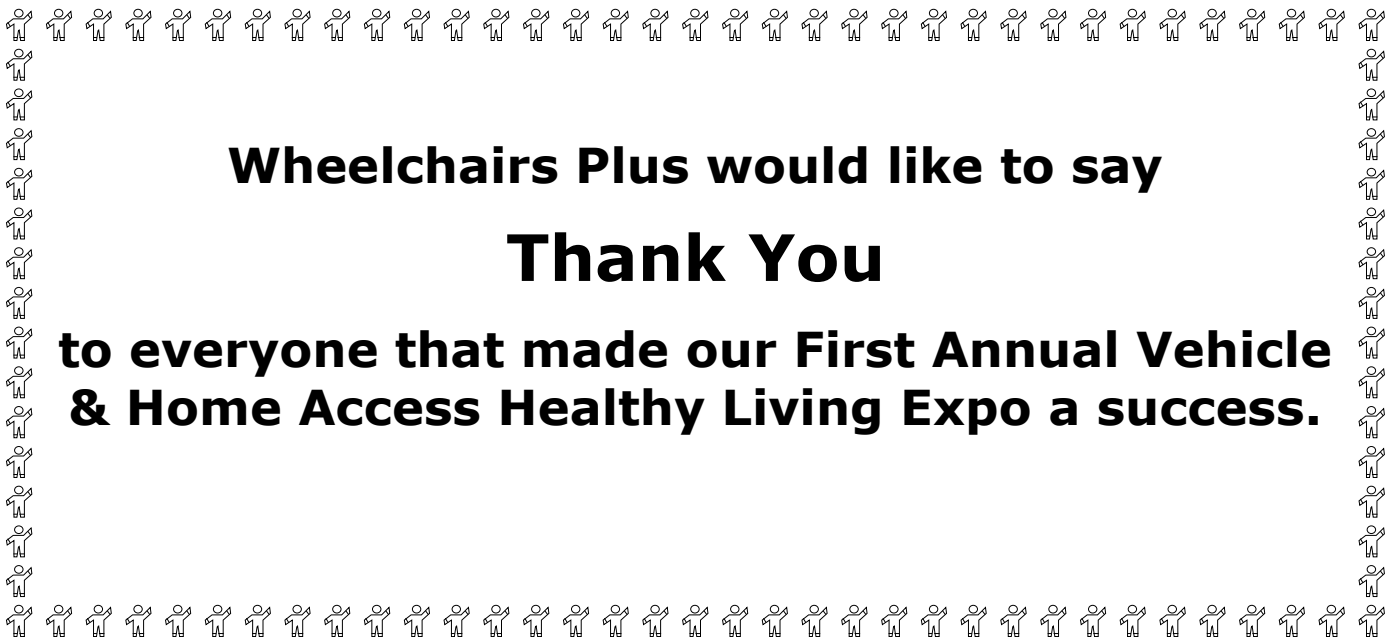 Wheelchairs Plus would like to say
Thank You
to everyone that made our First Annual Vehicle
& Home Access Healthy Living Expo a success.